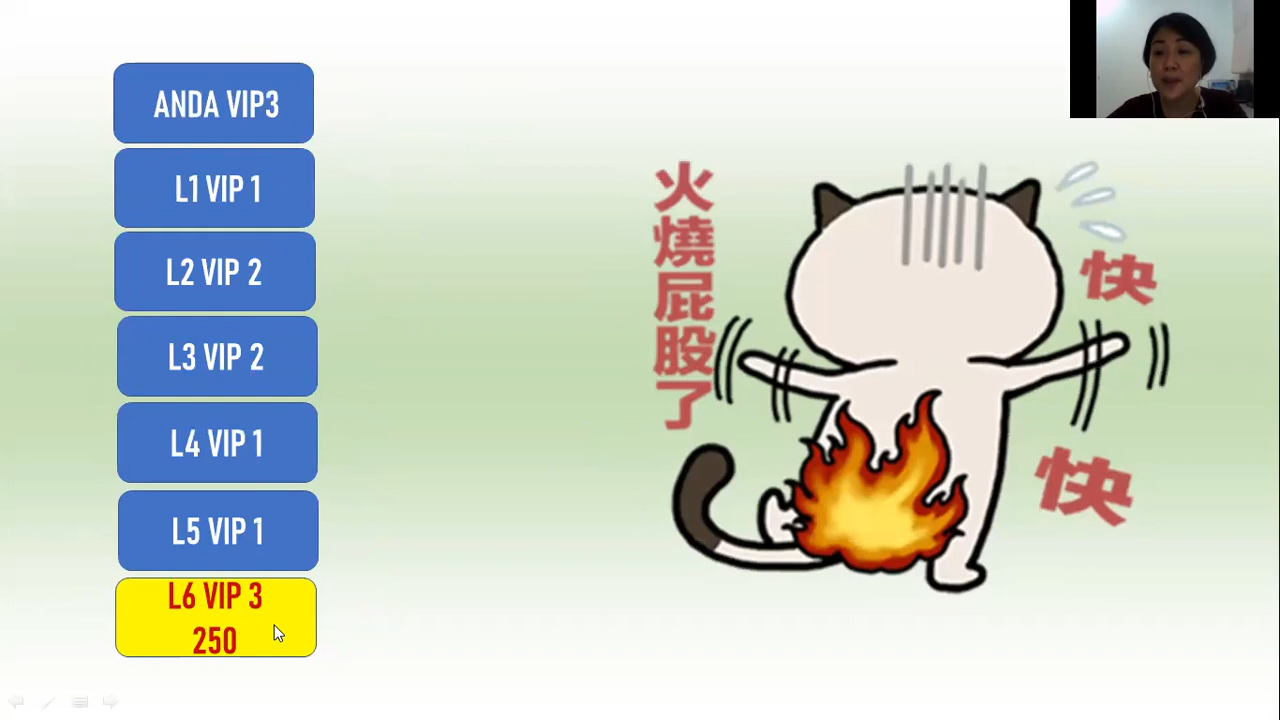 ANDA VIP3
L1 VIP 1
L2 VIP 2
L3 VIP 2
L4 VIP 1
L5 VIP 1
L6 VIP 3
250
火燒屁股了
快
快